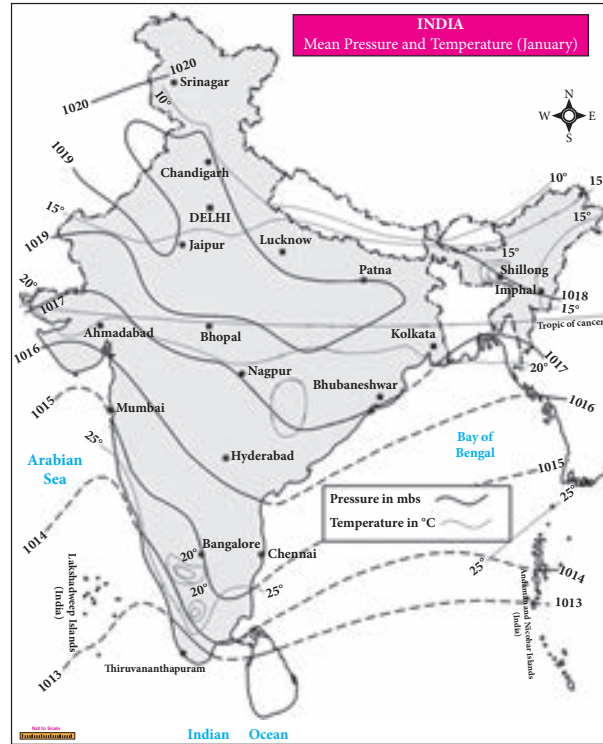 INDIA
Mean Pressure and Temperature (January)
N
W E
S
1020
Srinagar
1020
10°
1019
Chandigarh
10°
15°
15°
DELHI
15°
1019
Jaipur
Lucknow
15°
Shillong
Patna
Imphal
20°
1017
1018
15°
Tropic of cancer
Ahmadabad
Bhopal
Kolkata
1016
1017
20°
Nagpur
1015
Bhubaneshwar
1016
Mumbai
25°
Bay of
Bengal
Arabian
Sea
Hyderabad
1015
25°
Pressure in mbs
Temperature in °C
1014
Bangalore
20°
Chennai
25°
1014
20°
25°
1013
Lakshadweep Islands
(India)
Andaman and Nicobar Islands
(India)
1013
Thiruvananthapuram
Not to Scale
Indian Ocean